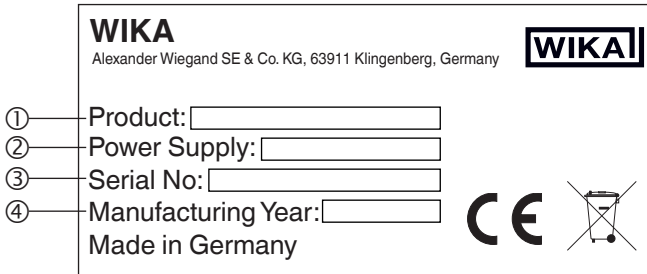 WIKA
Alexander Wiegand SE & Co. KG, 63911 Klingenberg, Germany
WIKA
① Product:
② Power Supply:
③ Serial No:
④ Manufacturing Year:
Made in Germany
CE